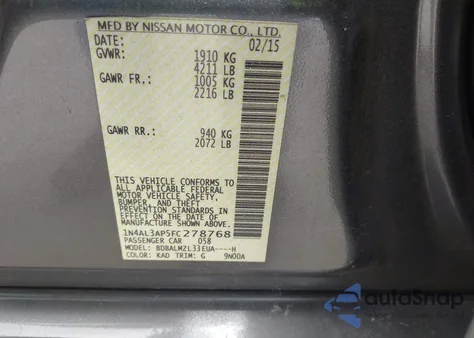 MFD BY NISSAN MOTOR CO., LTD.
DATE: 02/15
GVWR: 1910 KG
4211 LB
GAWR FR.: 1005 KG
2216 LB
GAWR RR.: 940 KG
2072 LB
THIS VEHICLE CONFORMS TO
ALL APPLICABLE FEDERAL
MOTOR VEHICLE SAFETY,
BUMPER, AND THEFT
PREVENTION STANDARDS IN
EFFECT ON THE DATE OF
MANUFACTURE SHOWN ABOVE.
1N4AL3AP5FC278768
PASSENGER CAR 058
MODEL: BDBALMZL33EUA----H
COLOR: KAD TRIM: G 9N00A
autoSnap